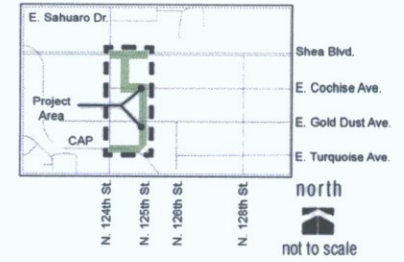 E. Sahuaro Dr.
Shea Blvd.
E. Cochise Ave.
Project
Area
E. Gold Dust Ave.
CAP
E. Turquoise Ave.
N. 124th St.
N. 125th St.
N. 126th St.
N. 128th St.
north
not to scale